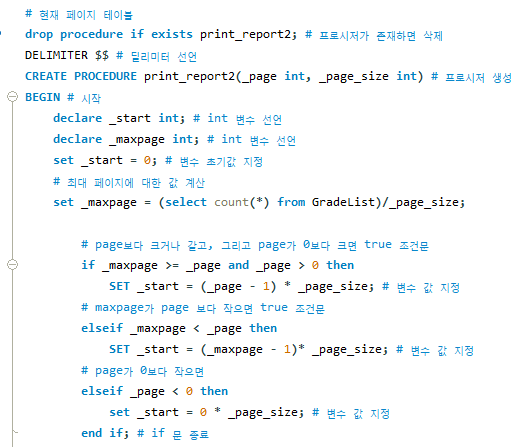 # 현재 페이지 테이블
drop procedure if exists print_report2; # 프로시저가 존재하면 삭제
DELIMITER $$ # 딜리미터 선언
CREATE PROCEDURE print_report2(_page int, _page_size int) # 프로시저 생성
BEGIN # 시작
declare _start int; # int 변수 선언
declare _maxpage int; # int 변수 선언
set _start = 0; # 변수 초기값 지정
# 최대 페이지에 대한 값 계산
set _maxpage = (select count(*) from GradeList)/_page_size;
# page보다 크거나 같고, 그리고 page가 0보다 크면 true 조건문
if _maxpage >= _page and _page > 0 then
SET _start = (_page - 1) * _page_size; # 변수 값 지정
# maxpage가 page 보다 작으면 true 조건문
elseif _maxpage < _page then
SET _start = (_maxpage - 1)* _page_size; # 변수 값 지정
# page가 0보다 작으면
elseif _page < 0 then
set _start = 0 * _page_size; # 변수 값 지정
end if; # if 문 종료